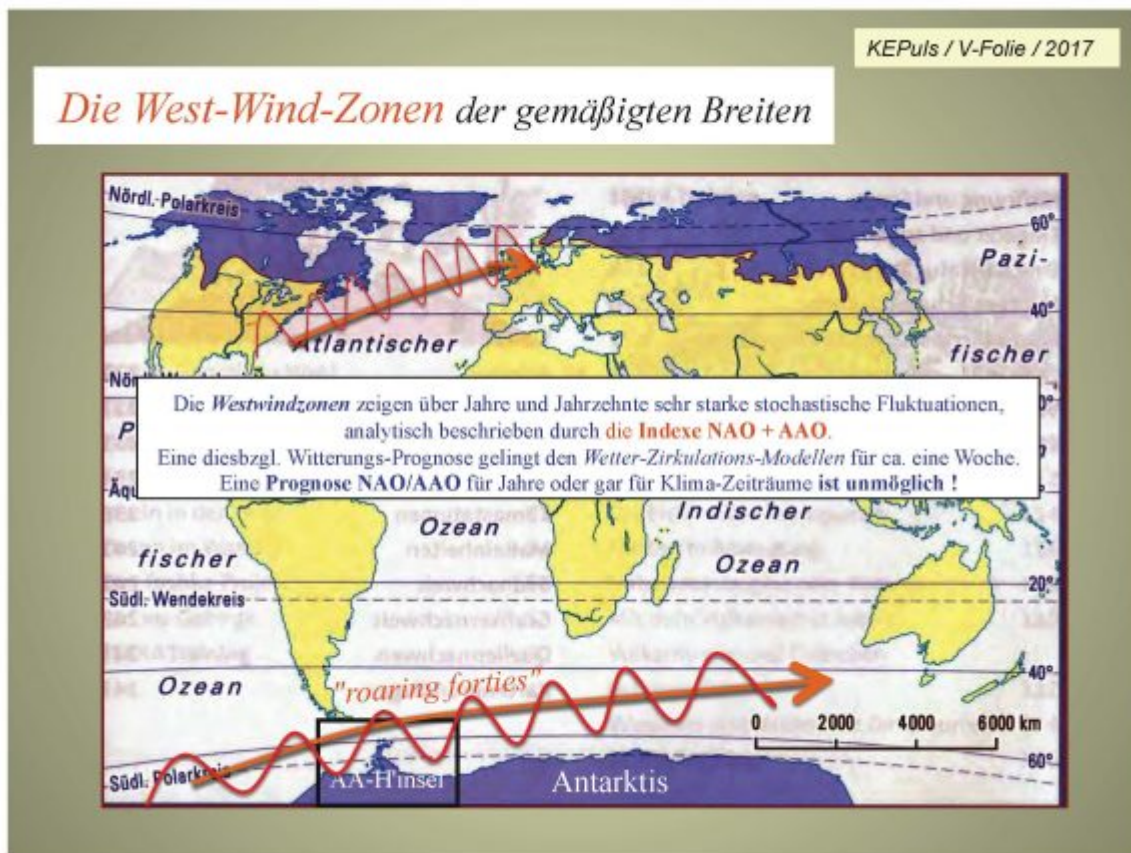 KEPuls / V-Folie / 2017
Die West-Wind-Zonen der gemäßigten Breiten
Nördl.-Polarkreis
60°
Pazi-
40°
Atlantischer
fischer
Die Westwindzonen zeigen über Jahre und Jahrzehnte sehr starke stochastische Fluktuationen,
analytisch beschrieben durch die Indexe NAO + AAO.
Eine diesbzgl. Witterungs-Prognose gelingt den Wetter-Zirkulations-Modellen für ca. eine Woche.
Eine Prognose NAO/AAO für Jahre oder gar für Klima-Zeiträume ist unmöglich !
Ozean
Indischer
fischer
Ozean
20°
Südl. Wendekreis
Ozean
"roaring forties"
40°
0 2000 4000 6000 km
Südl. Polarkreis
AA-H'insel
Antarktis
60°